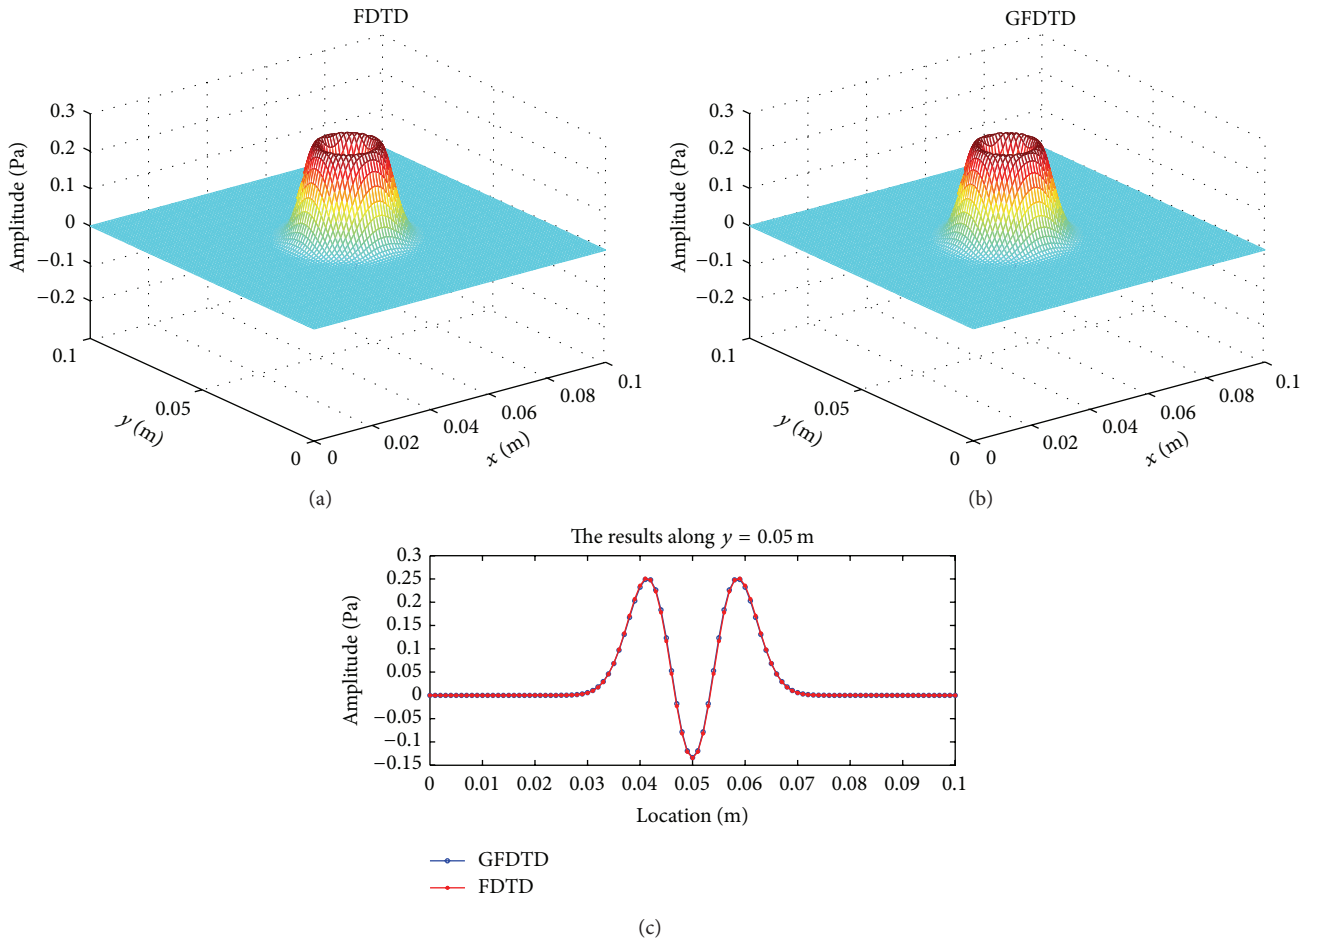 FDTD
0.3
0.2
0.1
0
−0.1
−0.2
Amplitude (Pa)
0.1
0.05
0
y (m)
0
0.02
0.04
0.06
0.08
0.1
x (m)
(a)
GFDTD
0.3
0.2
0.1
0
−0.1
−0.2
Amplitude (Pa)
0.1
0.05
0
y (m)
0
0.02
0.04
0.06
0.08
0.1
x (m)
(b)
The results along y = 0.05 m
0.3
0.25
0.2
0.15
0.1
0.05
0
−0.05
−0.1
−0.15
Amplitude (Pa)
0 0.01 0.02 0.03 0.04 0.05 0.06 0.07 0.08 0.09 0.1
Location (m)
GFDTD
FDTD
(c)